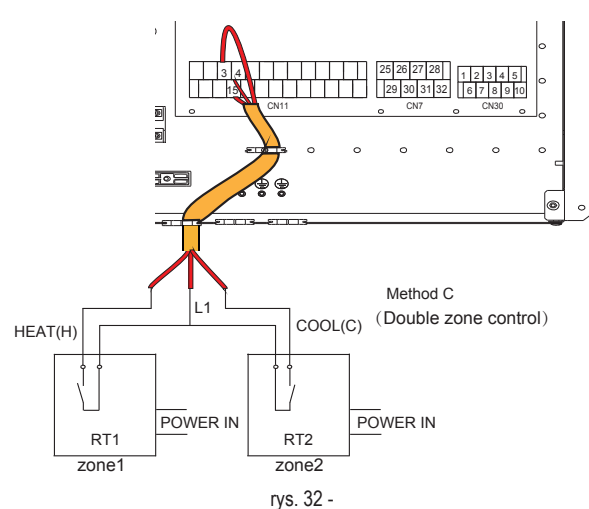 3 4 25 26 27 28 1 2 3 4 5
15 29 30 31 32 6 7 8 9 10
CN11 CN7 CN30
L1
Method C
(Double zone control)
HEAT(H) COOL(C)
POWER IN POWER IN
RT1 RT2
zone1 zone2
rys. 32 -